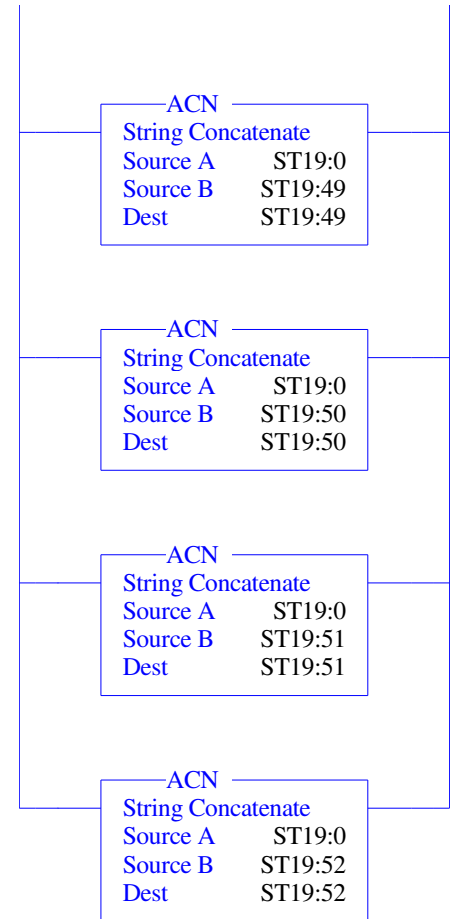 ACN
String Concatenate
Source A ST19:0
Source B ST19:49
Dest ST19:49
ACN
String Concatenate
Source A ST19:0
Source B ST19:50
Dest ST19:50
ACN
String Concatenate
Source A ST19:0
Source B ST19:51
Dest ST19:51
ACN
String Concatenate
Source A ST19:0
Source B ST19:52
Dest ST19:52